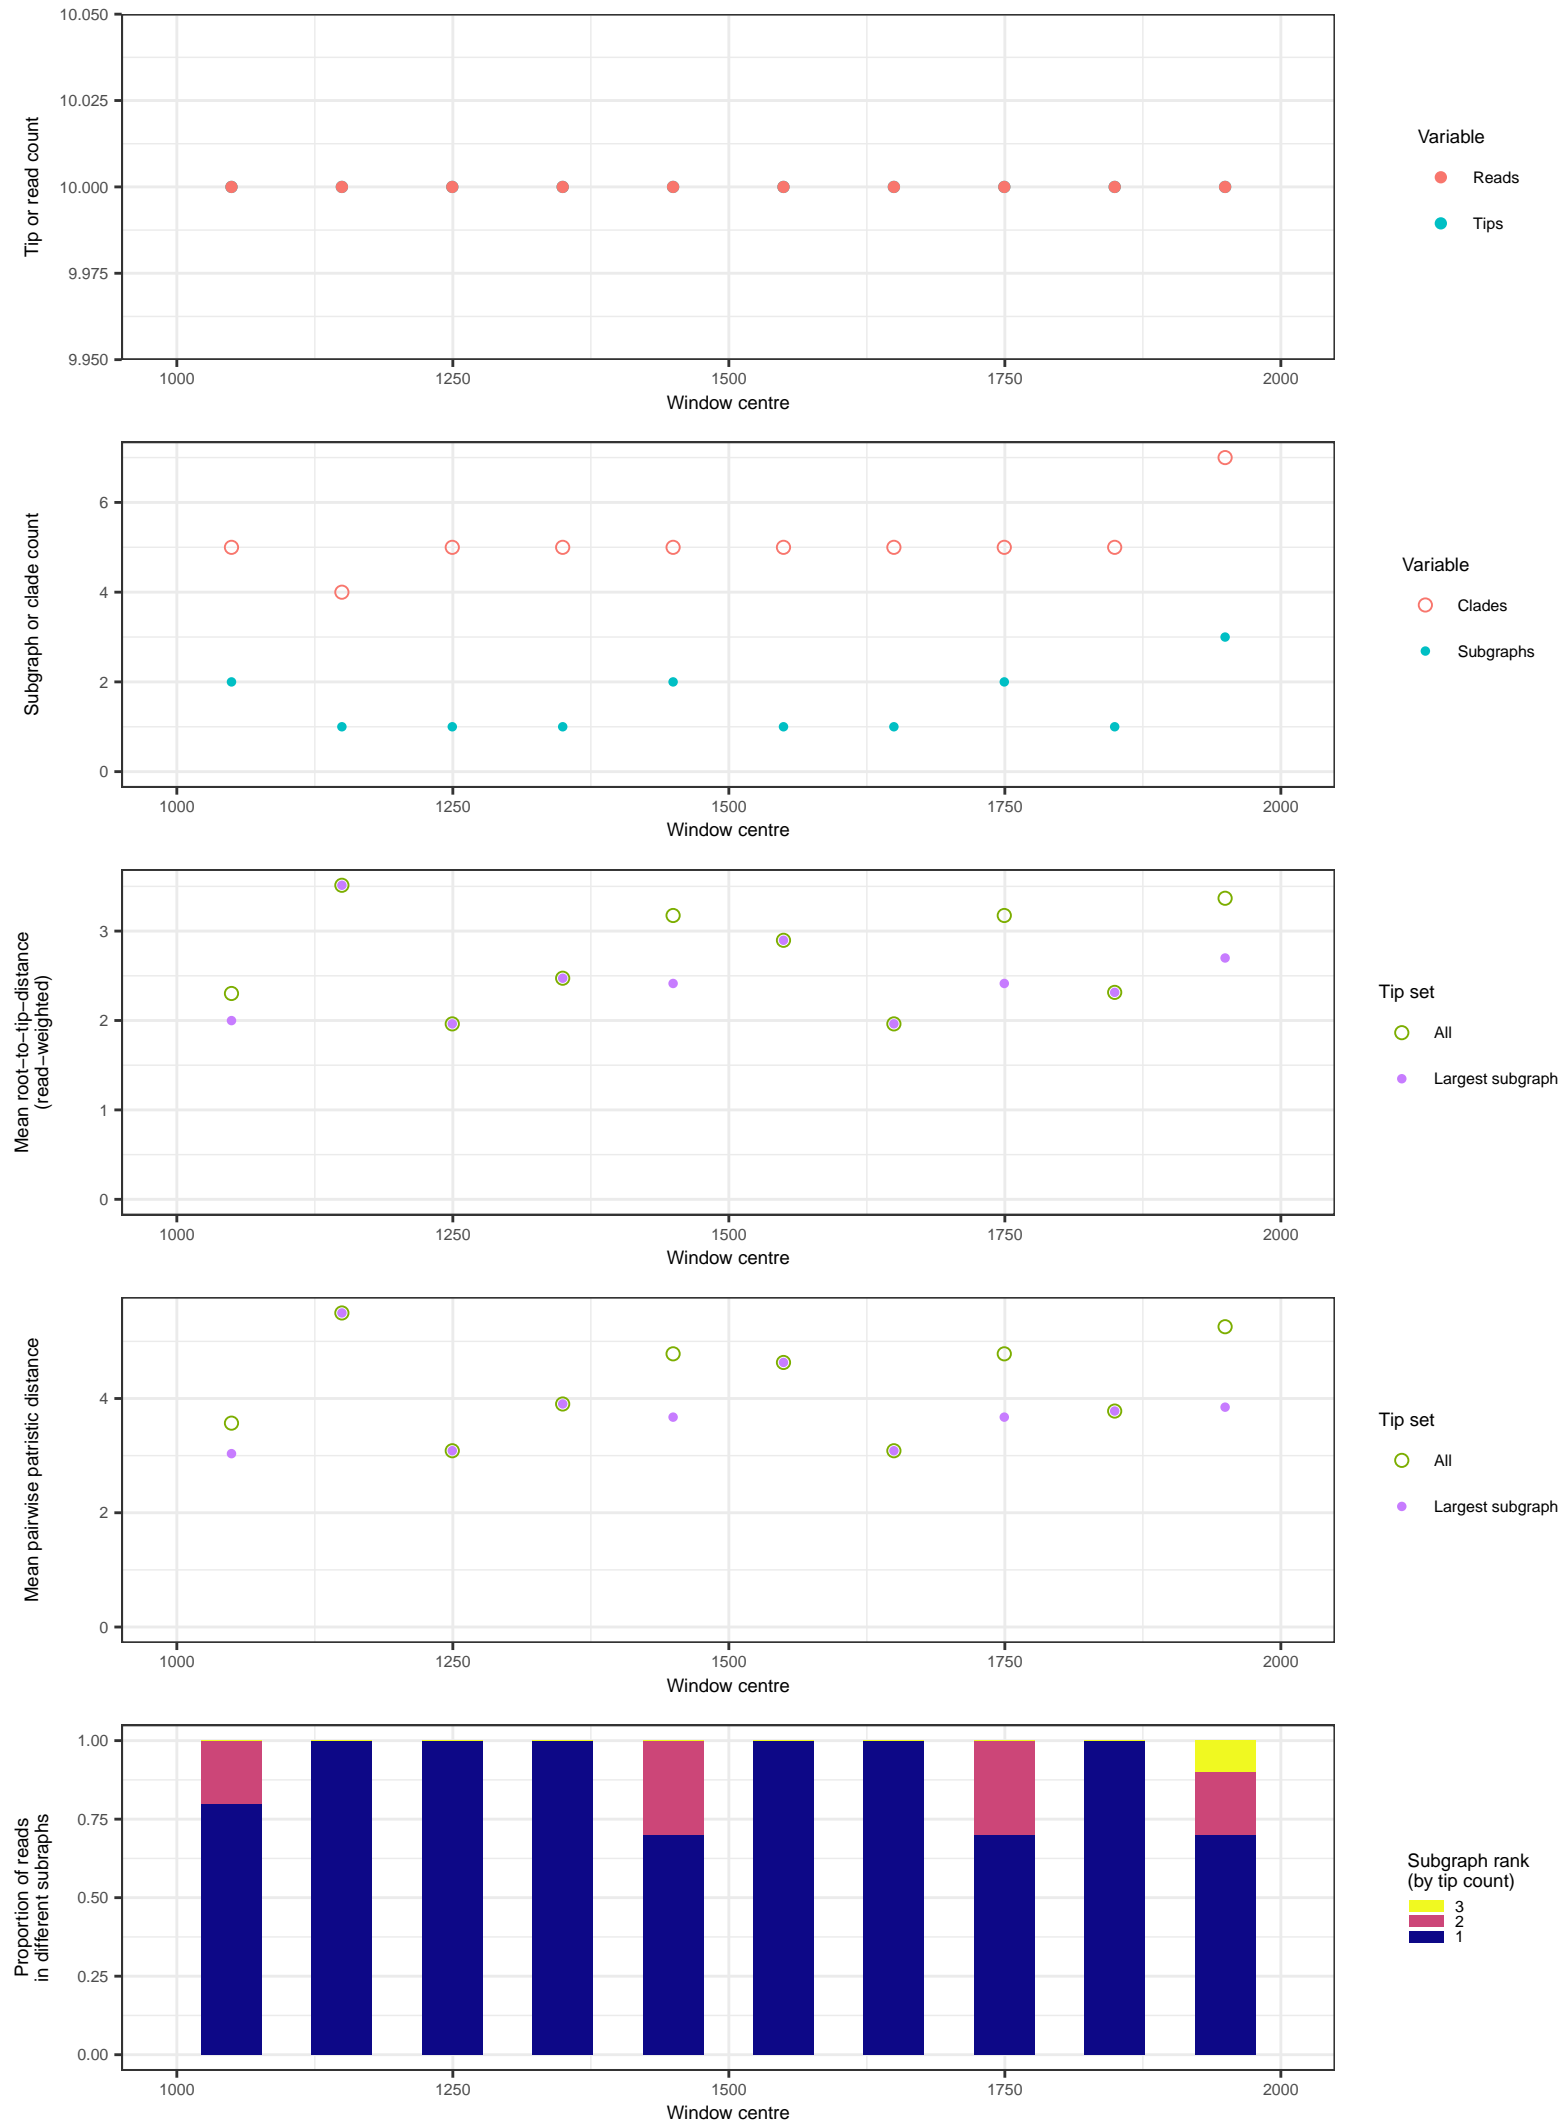 10.050
10.025
10.000
9.975
9.950
Tip or read count
1000 1250 1500 1750 2000
Window centre
Variable
Reads
Tips
6
4
2
0
Subgraph or clade count
1000 1250 1500 1750 2000
Window centre
Variable
Clades
Subgraphs
3
2
1
0
Mean root−to−tip−distance
(read−weighted)
1000 1250 1500 1750 2000
Window centre
Tip set
All
Largest subgraph
4
2
0
Mean pairwise patristic distance
1000 1250 1500 1750 2000
Window centre
Tip set
All
Largest subgraph
1.00
0.75
0.50
0.25
0.00
Proportion of reads
in different subraphs
1000 1250 1500 1750 2000
Window centre
Subgraph rank
(by tip count)
3
2
1